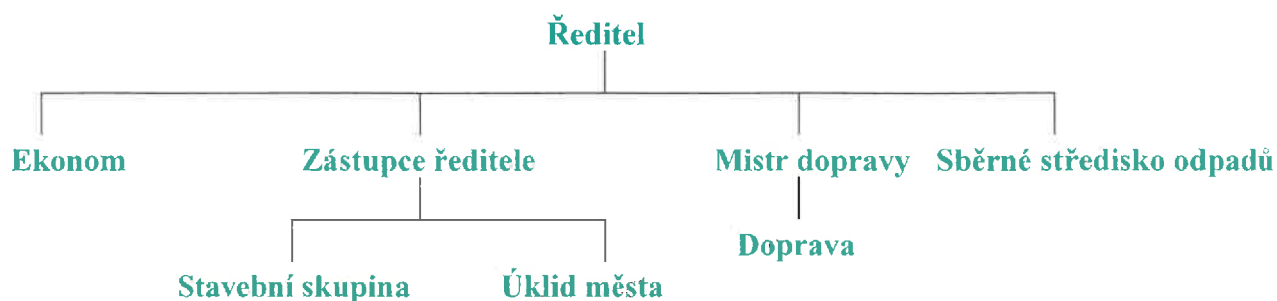 Ředitel
Ekonom
Zástupce ředitele
Mistr dopravy
Sběrné středisko odpadů
Doprava
Stavební skupina
Úklid města